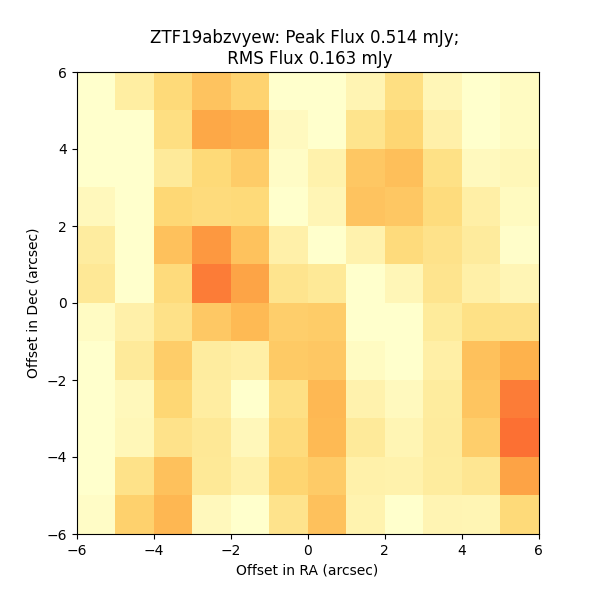 ZTF19abzvyew: Peak Flux 0.514 mJy;
RMS Flux 0.163 mJy
6
4
2
0
−2
−4
−6
Offset in Dec (arcsec)
−6 −4 −2 0 2 4 6
Offset in RA (arcsec)